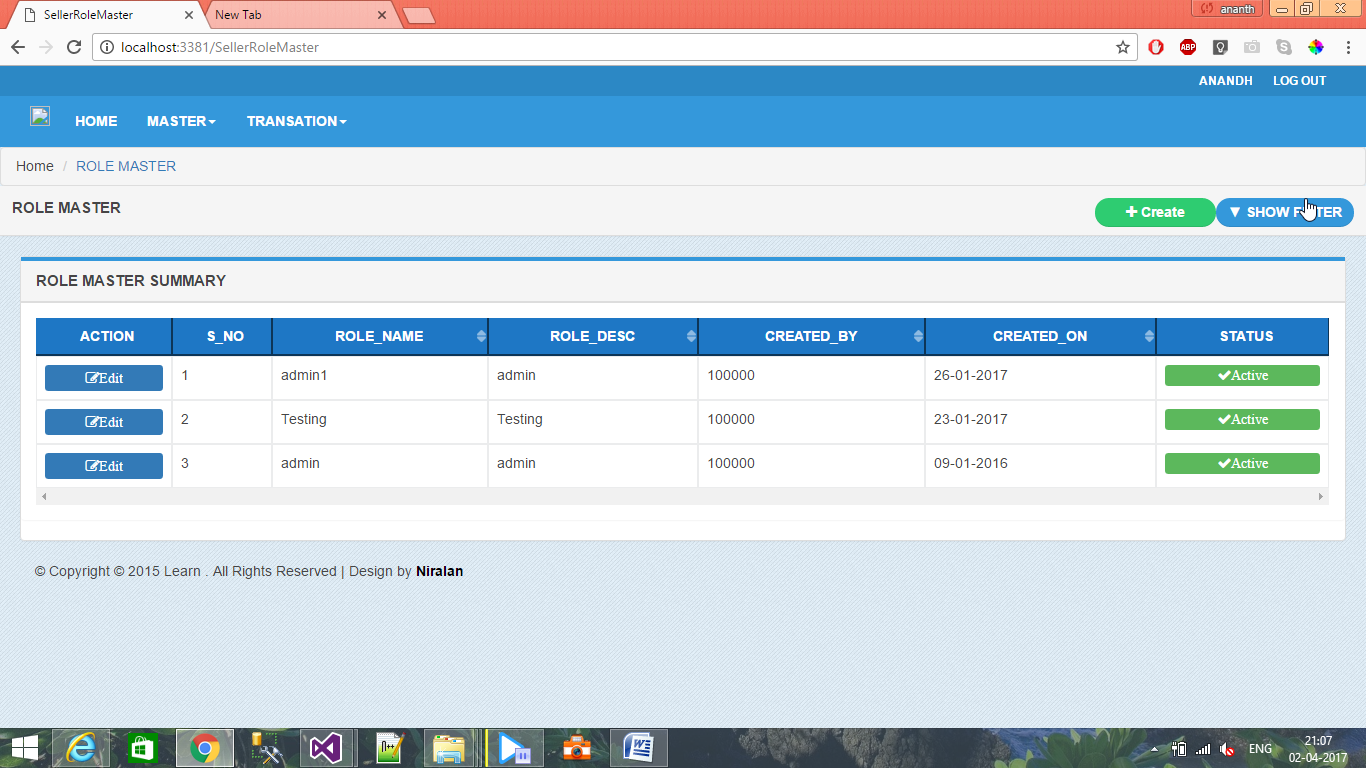 SellerRoleMaster
New Tab
ananth
localhost:3381/SellerRoleMaster
ABP
ANANDH LOG OUT
HOME MASTER TRANSATION
Home / ROLE MASTER
ROLE MASTER
Create
SHOW FILTER
ROLE MASTER SUMMARY
ACTION S_NO ROLE_NAME ROLE_DESC CREATED_BY CREATED_ON STATUS
Edit 1 admin1 admin 100000 26-01-2017 Active
Edit 2 Testing Testing 100000 23-01-2017 Active
Edit 3 admin admin 100000 09-01-2016 Active
© Copyright © 2015 Learn . All Rights Reserved | Design by Niralan
ENG
21:07
02-04-2017